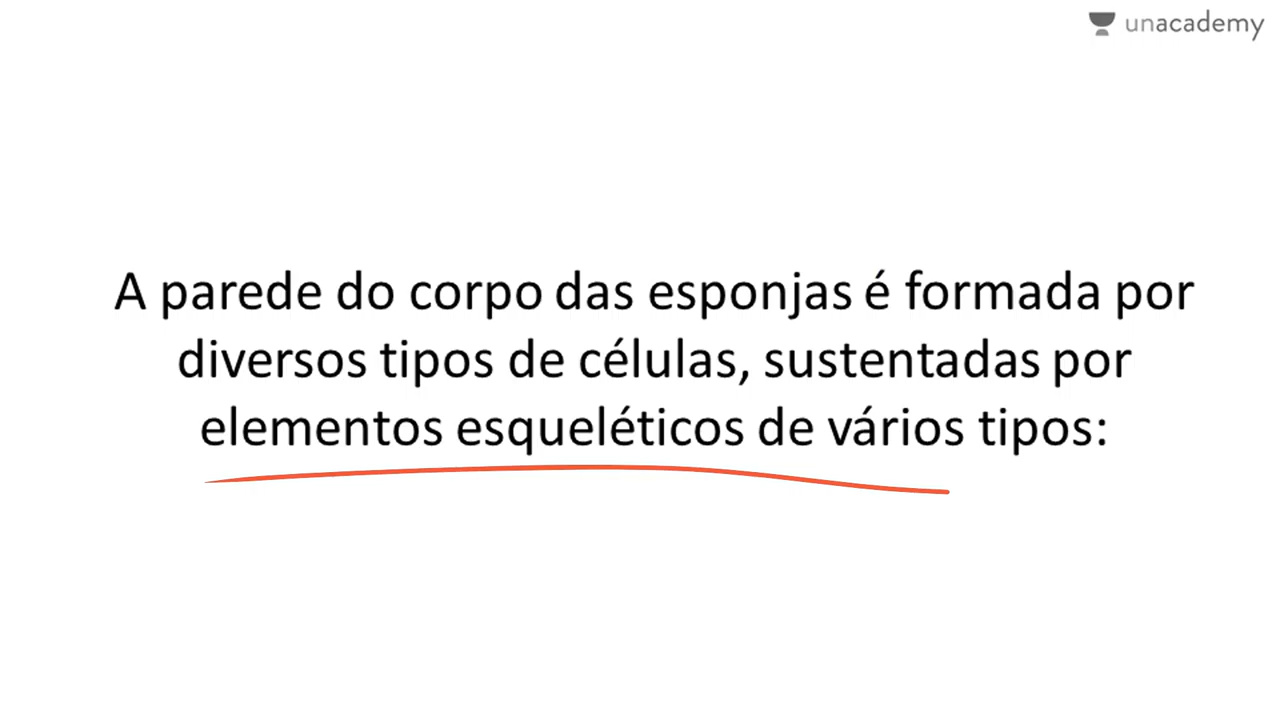 unacademy
A parede do corpo das esponjas é formada por
diversos tipos de células, sustentadas por
elementos esqueléticos de vários tipos: